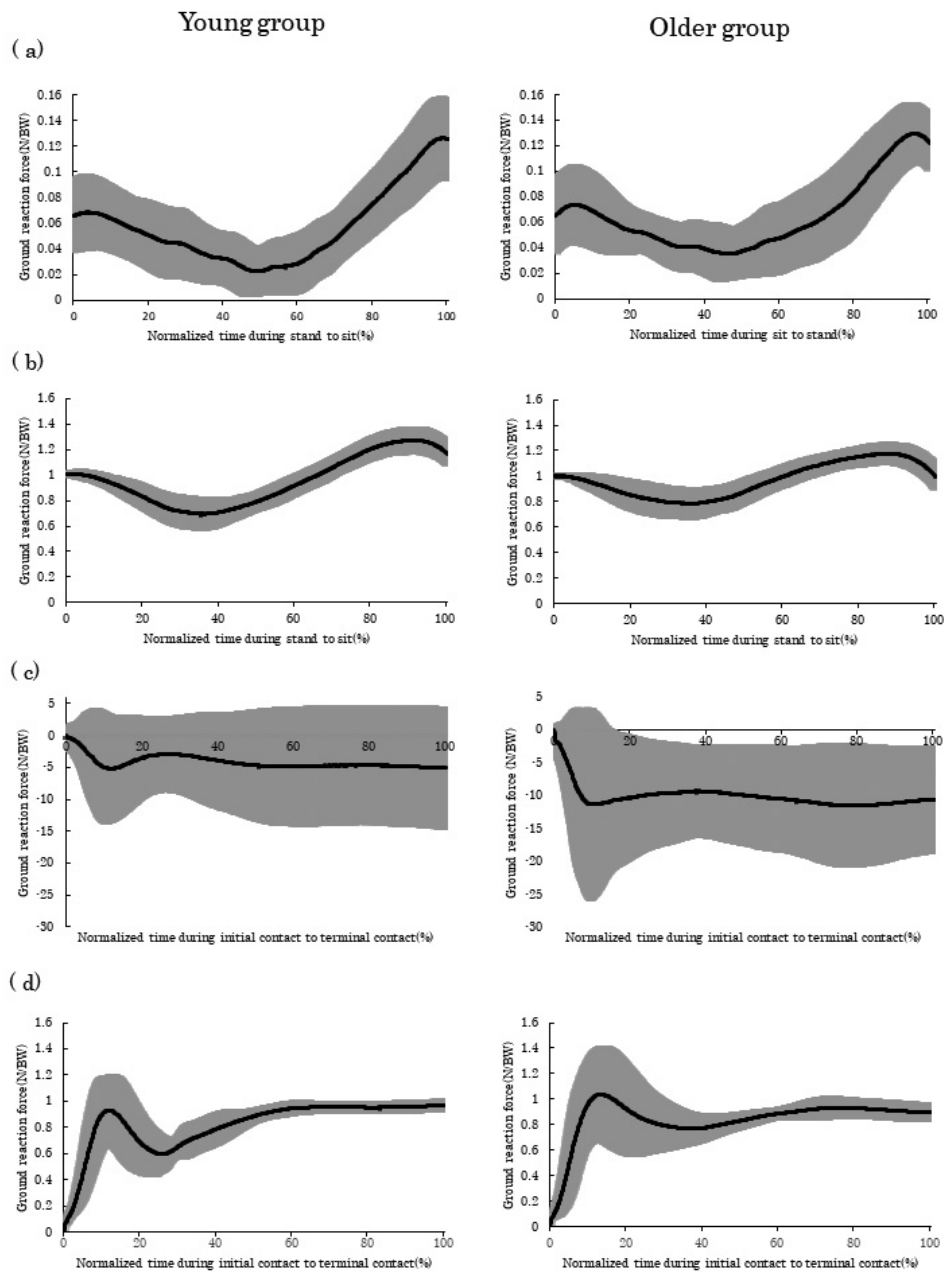 Young group
Older group
( a)
Ground reaction force(N/BW)
0.16
0.14
0.12
0.1
0.08
0.06
0.04
0.02
0
0 20 40 60 80 100
Normalized time during stand to sit(%)
Ground reaction force(N/BW)
0.16
0.14
0.12
0.1
0.08
0.06
0.04
0.02
0
0 20 40 60 80 100
Normalized time during sit to stand(%)
( b)
Ground reaction force(N/BW)
1.6
1.4
1.2
1
0.8
0.6
0.4
0.2
0
0 20 40 60 80 100
Normalized time during stand to sit(%)
Ground reaction force(N/BW)
1.6
1.4
1.2
1
0.8
0.6
0.4
0.2
0
0 20 40 60 80 100
Normalized time during stand to sit(%)
( c)
Ground reaction force (N/BW)
5
0
-5
-10
-15
-20
-25
-30
0 20 40 60 80 100
Normalized time during initial contact to terminal contact(%)
Ground reaction force (N/BW)
5
0
-5
-10
-15
-20
-25
-30
0 20 40 60 80 100
Normalized time during initial contact to terminal contact(%)
( d)
Ground reaction force(N/BW)
1.6
1.4
1.2
1
0.8
0.6
0.4
0.2
0
0 20 40 60 80 100
Normalized time during initial contact to terminal contact(%)
Ground reaction force(N/BW)
1.6
1.4
1.2
1
0.8
0.6
0.4
0.2
0
0 20 40 60 80 100
Normalized time during initial contact to terminal contact(%)